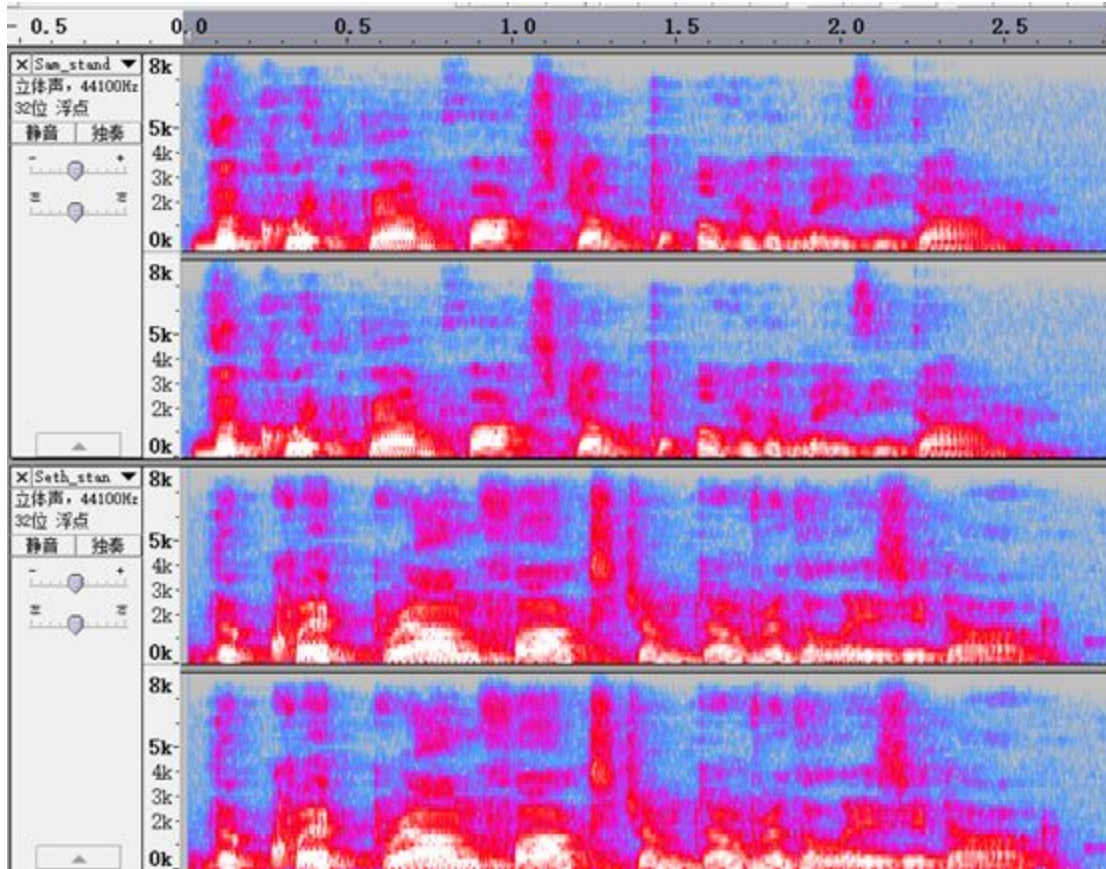 - 0.5 0.0 0.5 1.0 1.5 2.0 2.5
× Sam_stand ▼
立体声, 44100Hz
32位 浮点
静音 独奏
- +
8k
5k
4k
3k
2k
0k
8k
5k
4k
3k
2k
0k
× Seth_stan ▼
立体声, 44100Hz
32位 浮点
静音 独奏
- +
8k
5k
4k
3k
2k
0k
8k
5k
4k
3k
2k
0k